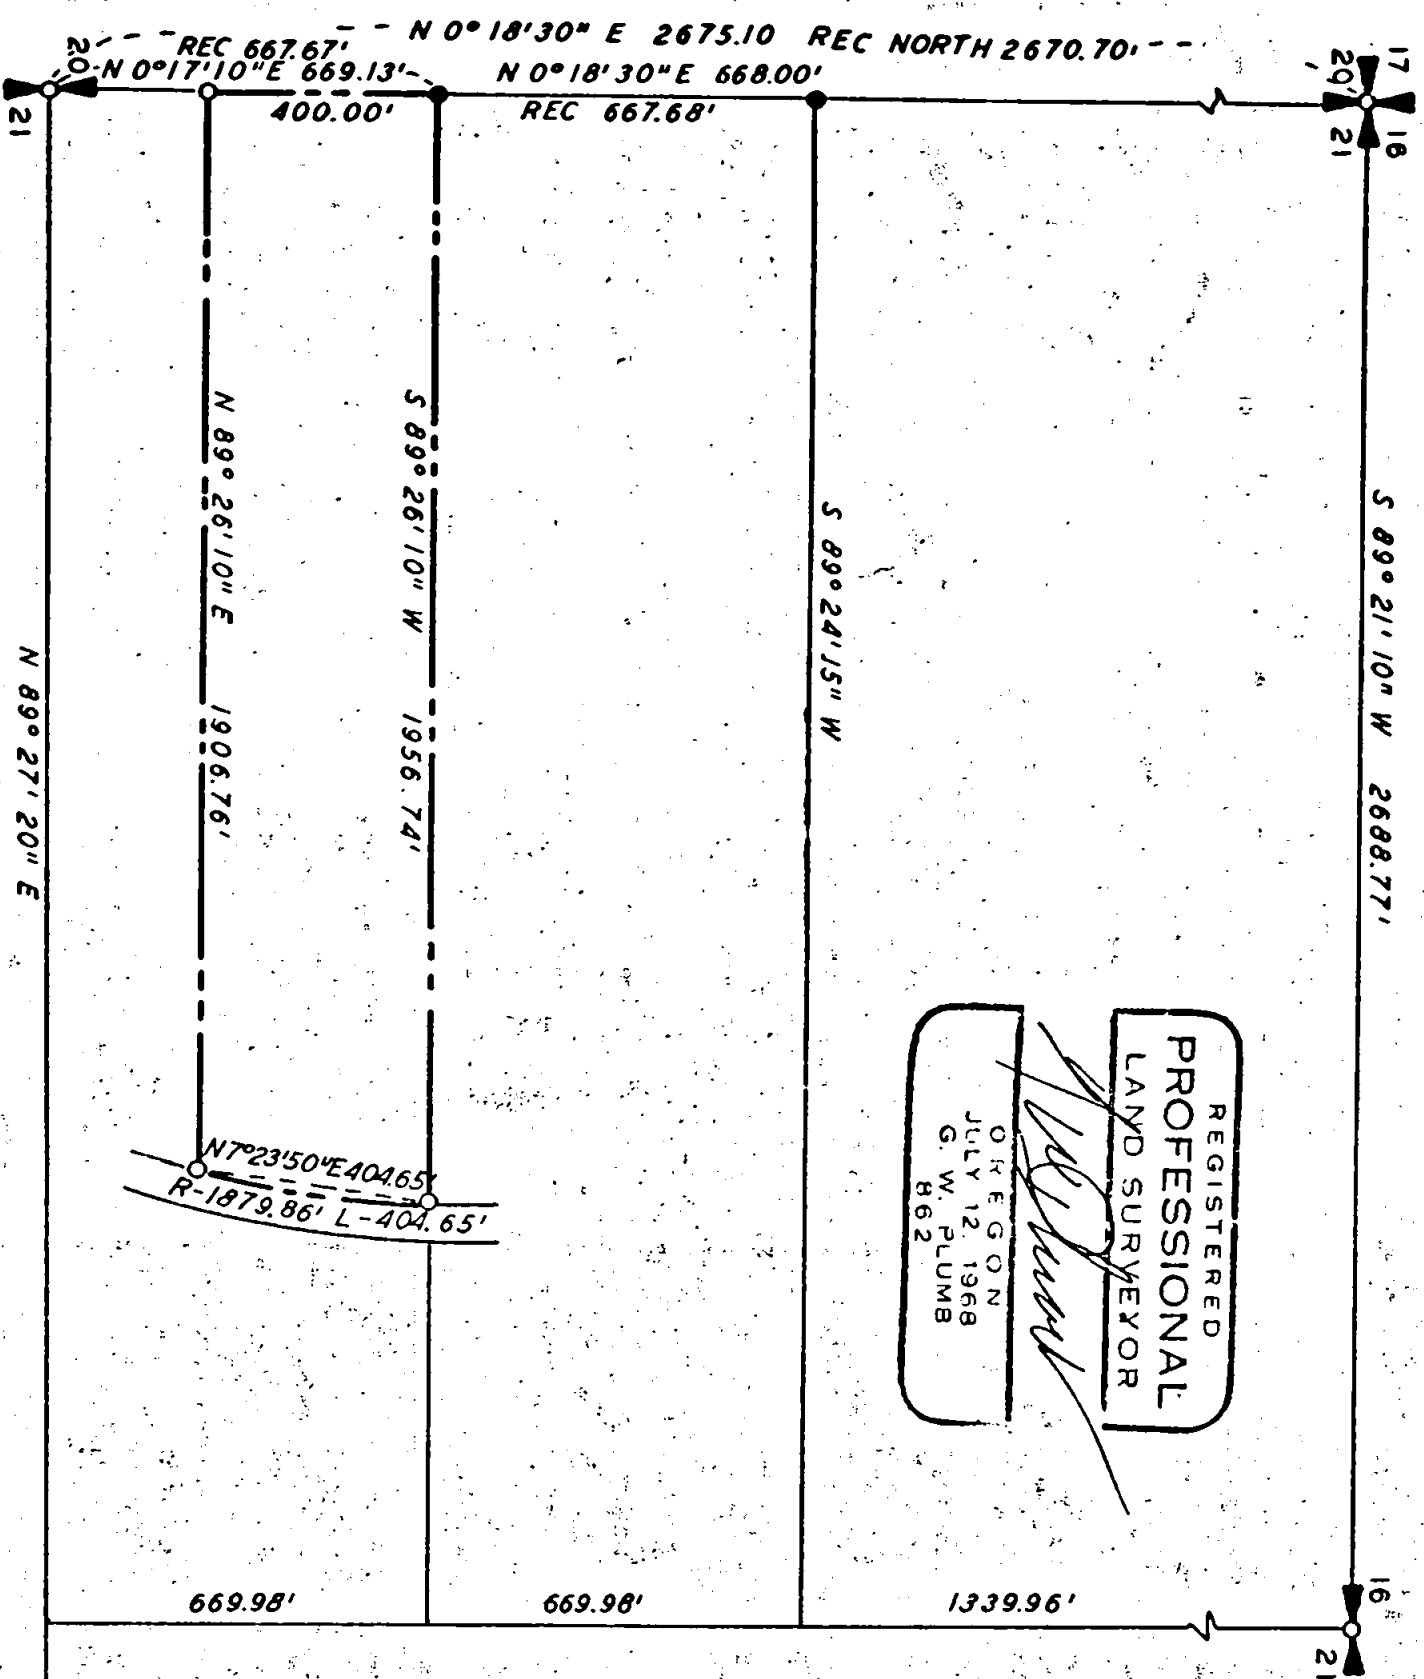 N 0° 18'30" E 2675.10 REC NORTH 2670.70'
REC 667.67'
N 0°17'10"E 669.13'
N 0°18'30"E 668.00'
400.00'
REC 667.68'
20
21
17
20
16
21
S 89° 21' 10" W 2688.77'
S 89° 24' 15" W
S 89° 26' 10" W 1956.74'
N 89° 26' 10" E 1906.76'
N 89° 27' 20" E
REGISTERED
PROFESSIONAL
LAND SURVEYOR
OREGON
JULY 12, 1968
G. W. PLUMB
862
N7°23'50"E404.65'
R-1879.86' L-404.65'
669.98'
669.98'
1339.96'
16
21